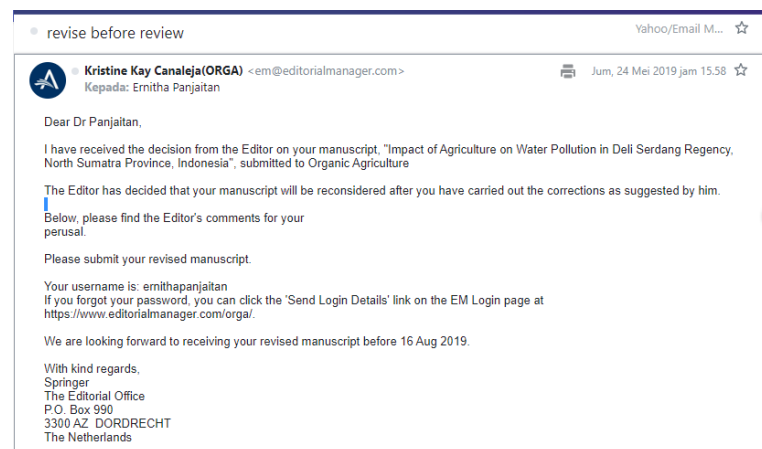 revise before review
Yahoo/Email M...
Kristine Kay Canaleja(ORGA) <em@editorialmanager.com>
Jum, 24 Mei 2019 jam 15.58
Kepada: Ernitha Panjaitan
Dear Dr Panjaitan,
I have received the decision from the Editor on your manuscript, "Impact of Agriculture on Water Pollution in Deli Serdang Regency,
North Sumatra Province, Indonesia", submitted to Organic Agriculture
The Editor has decided that your manuscript will be reconsidered after you have carried out the corrections as suggested by him.
Below, please find the Editor's comments for your
perusal.
Please submit your revised manuscript.
Your username is: ernithapanjaitan
If you forgot your password, you can click the 'Send Login Details' link on the EM Login page at
https://www.editorialmanager.com/orga/.
We are looking forward to receiving your revised manuscript before 16 Aug 2019.
With kind regards,
Springer
The Editorial Office
P.O. Box 990
3300 AZ DORDRECHT
The Netherlands